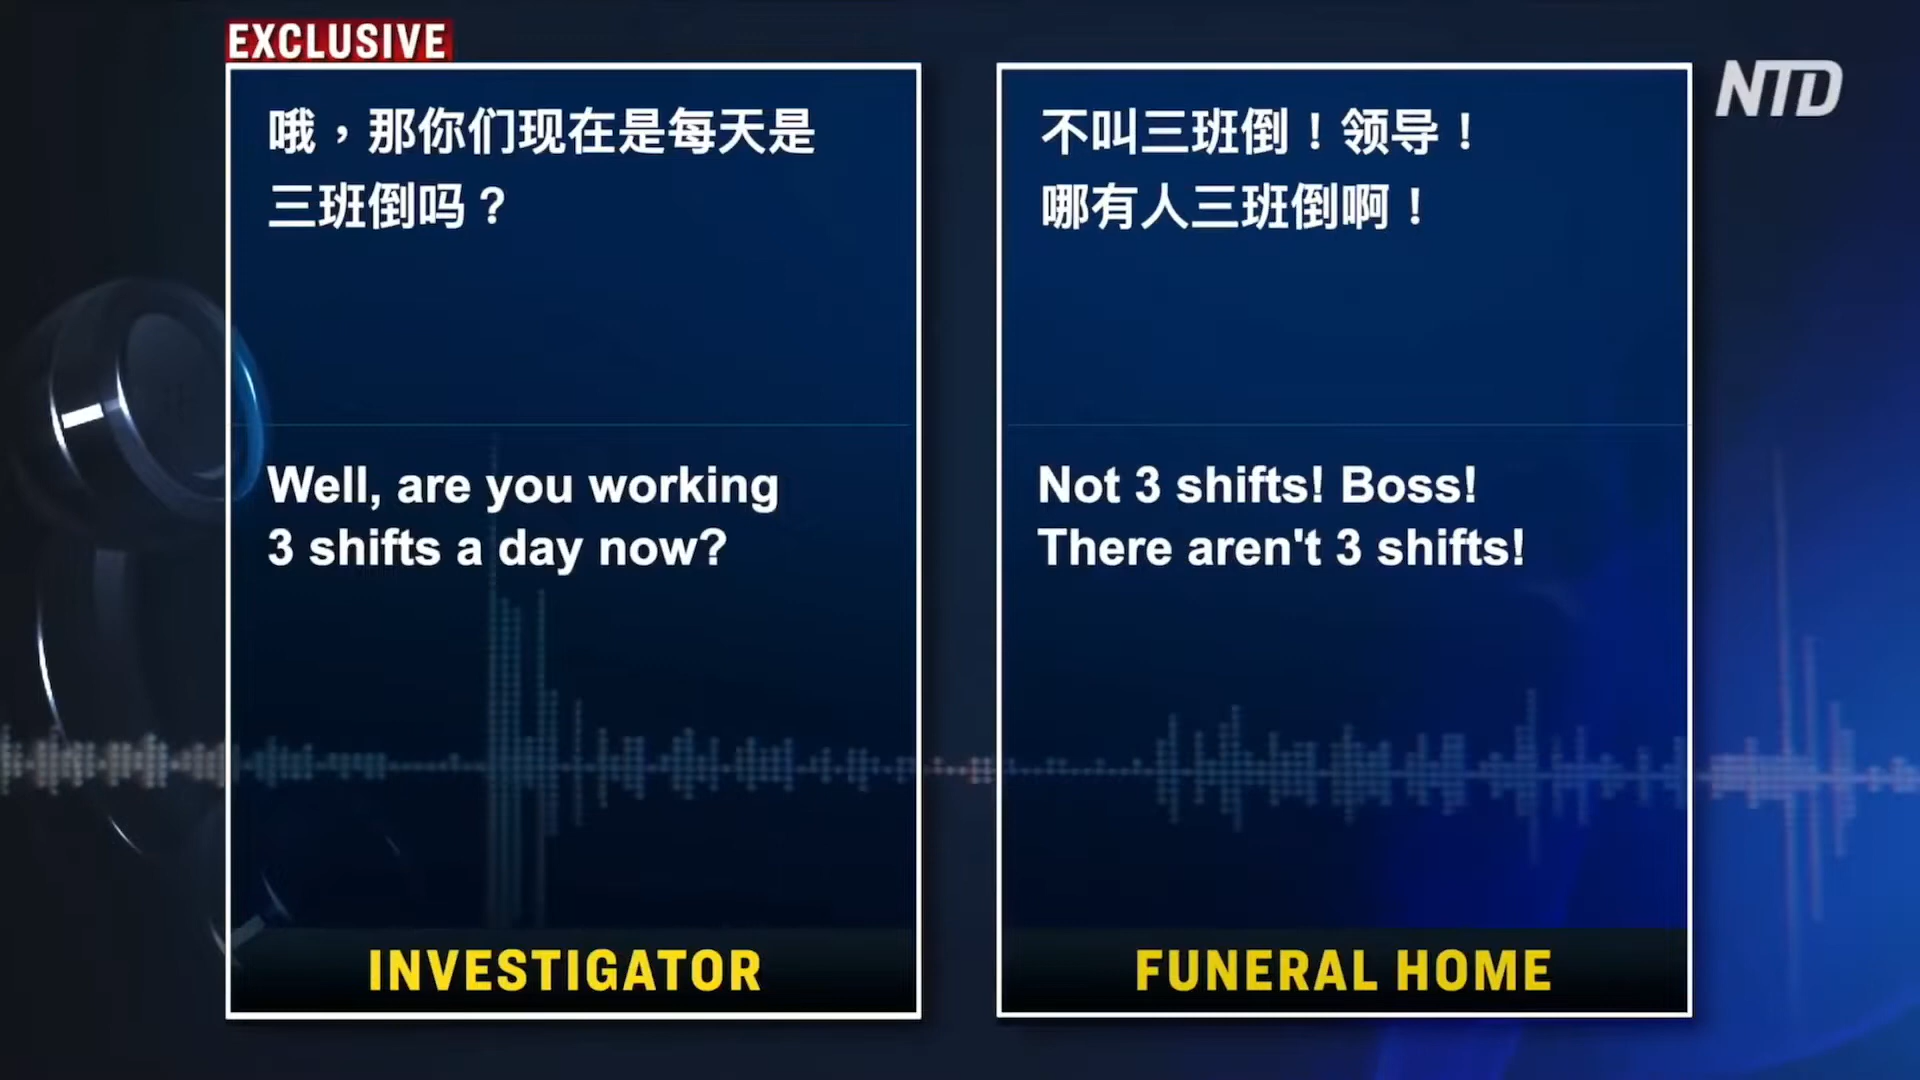 EXCLUSIVE
NTD
哦，那你们现在是每天是
三班倒吗？
Well, are you working
3 shifts a day now?
INVESTIGATOR
不叫三班倒！领导！
哪有人三班倒啊！
Not 3 shifts! Boss!
There aren't 3 shifts!
FUNERAL HOME